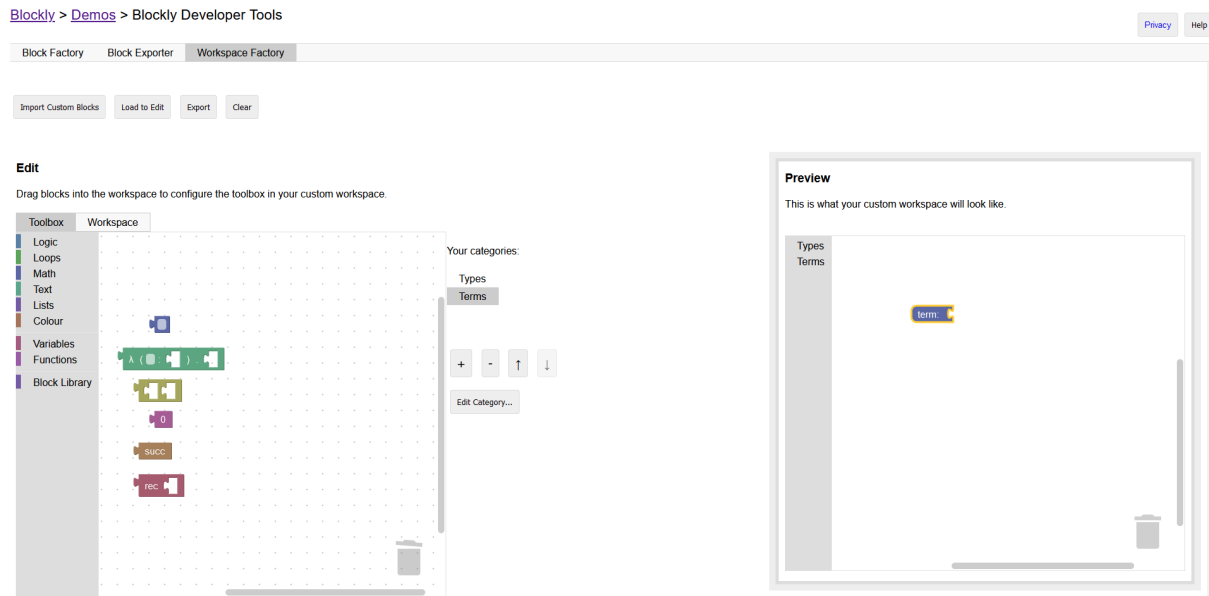 Blockly > Demos > Blockly Developer Tools
Privacy Help
Block Factory Block Exporter Workspace Factory
Import Custom Blocks Load to Edit Export Clear
Edit
Drag blocks into the workspace to configure the toolbox in your custom workspace.
Toolbox Workspace
Logic
Loops
Math
Text
Lists
Colour
Variables
Functions
Block Library
λ ( : ) .
0
succ
rec
Your categories:
Types
Terms
+ - ↑ ↓
Edit Category...
Preview
This is what your custom workspace will look like.
Types
Terms
term: